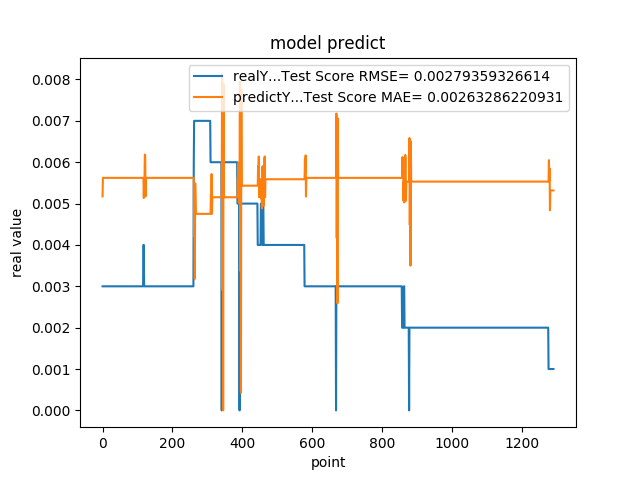 model predict
realY...Test Score RMSE= 0.00279359326614
predictY...Test Score MAE= 0.00263286220931
0.008
0.007
0.006
0.005
0.004
0.003
0.002
0.001
0.000
real value
0 200 400 600 800 1000 1200
point